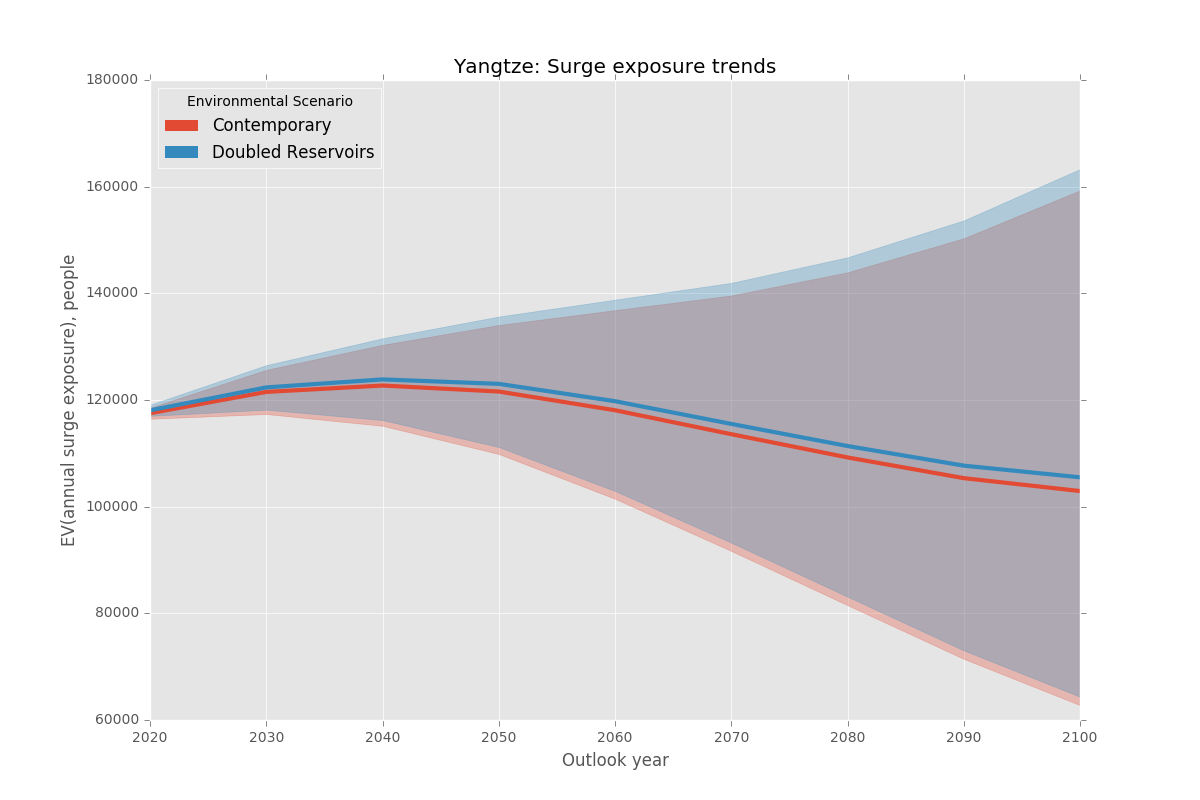 Yangtze: Surge exposure trends
Environmental Scenario
Contemporary
Doubled Reservoirs
EV(annual surge exposure), people
180000
160000
140000
120000
100000
80000
60000
2020 2030 2040 2050 2060 2070 2080 2090 2100
Outlook year